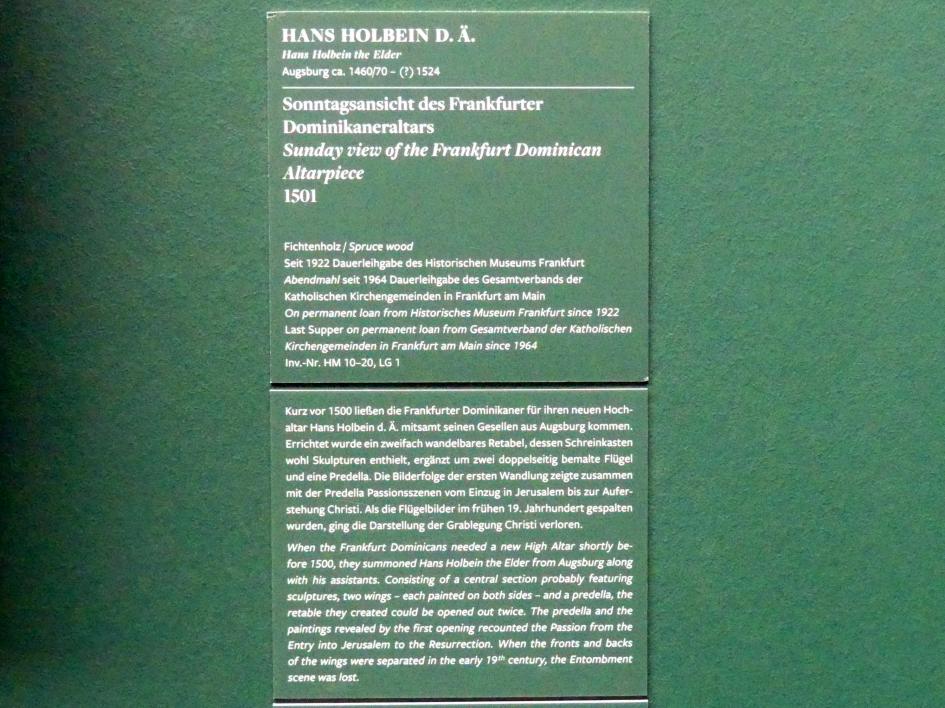 HANS HOLBEIN D. Ä.
Hans Holbein the Elder
Augsburg ca. 1460/70 – (?) 1524
Sonntagsansicht des Frankfurter
Dominikaneraltars
Sunday view of the Frankfurt Dominican
Altarpiece
1501
Fichtenholz / Spruce wood
Seit 1922 Dauerleihgabe des Historischen Museums Frankfurt
Abendmahl seit 1964 Dauerleihgabe des Gesamtverbands der
Katholischen Kirchengemeinden in Frankfurt am Main
On permanent loan from Historisches Museum Frankfurt since 1922
Last Supper on permanent loan from Gesamtverband der Katholischen
Kirchengemeinden in Frankfurt am Main since 1964
Inv.-Nr. HM 10–20, LG 1
Kurz vor 1500 ließen die Frankfurter Dominikaner für ihren neuen Hoch-
altar Hans Holbein d. Ä. mitsamt seinen Gesellen aus Augsburg kommen.
Errichtet wurde ein zweifach wandelbares Retabel, dessen Schreinkasten
wohl Skulpturen enthielt, ergänzt um zwei doppelseitig bemalte Flügel
und eine Predella. Die Bilderfolge der ersten Wandlung zeigte zusammen
mit der Predella Passionsszenen vom Einzug in Jerusalem bis zur Aufer-
stehung Christi. Als die Flügelbilder im frühen 19. Jahrhundert gespalten
wurden, ging die Darstellung der Grablegung Christi verloren.
When the Frankfurt Dominicans needed a new High Altar shortly be-
fore 1500, they summoned Hans Holbein the Elder from Augsburg along
with his assistants. Consisting of a central section probably featuring
sculptures, two wings – each painted on both sides – and a predella, the
retable they created could be opened out twice. The predella and the
paintings revealed by the first opening recounted the Passion from the
Entry into Jerusalem to the Resurrection. When the fronts and backs
of the wings were separated in the early 19th century, the Entombment
scene was lost.